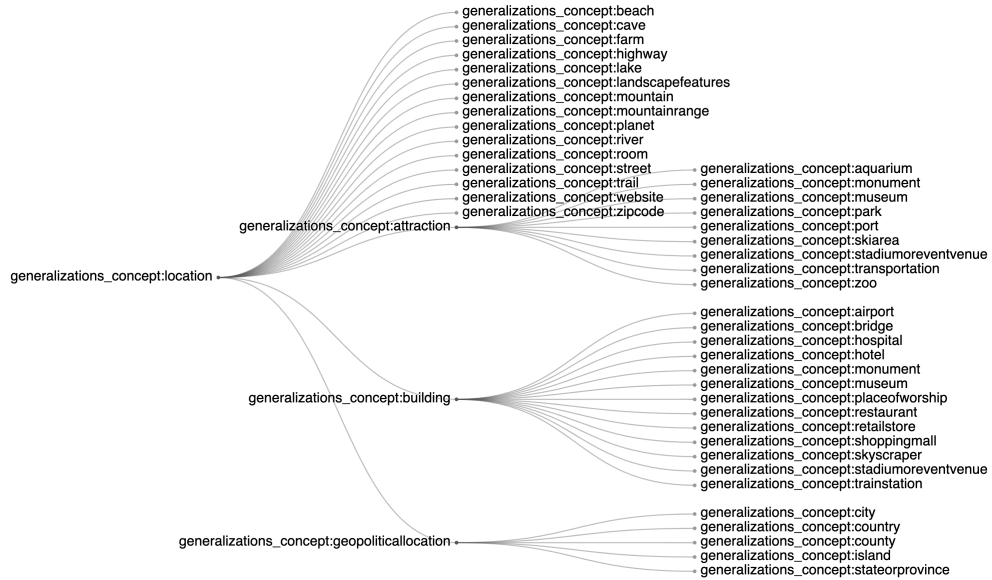 generalizations_concept:beach
generalizations_concept:cave
generalizations_concept:farm
generalizations_concept:highway
generalizations_concept:lake
generalizations_concept:landscapefeatures
generalizations_concept:mountain
generalizations_concept:mountainrange
generalizations_concept:planet
generalizations_concept:river
generalizations_concept:room
generalizations_concept:street
generalizations_concept:trail
generalizations_concept:website
generalizations_concept:zipcode
generalizations_concept:attraction
generalizations_concept:aquarium
generalizations_concept:monument
generalizations_concept:museum
generalizations_concept:park
generalizations_concept:port
generalizations_concept:skiarea
generalizations_concept:stadiumoreventvenue
generalizations_concept:transportation
generalizations_concept:zoo
generalizations_concept:location
generalizations_concept:building
generalizations_concept:airport
generalizations_concept:bridge
generalizations_concept:hospital
generalizations_concept:hotel
generalizations_concept:monument
generalizations_concept:museum
generalizations_concept:placeofworship
generalizations_concept:restaurant
generalizations_concept:retailstore
generalizations_concept:shoppingmall
generalizations_concept:skyscraper
generalizations_concept:stadiumoreventvenue
generalizations_concept:trainstation
generalizations_concept:geopoliticallocation
generalizations_concept:city
generalizations_concept:country
generalizations_concept:county
generalizations_concept:island
generalizations_concept:stateorprovince